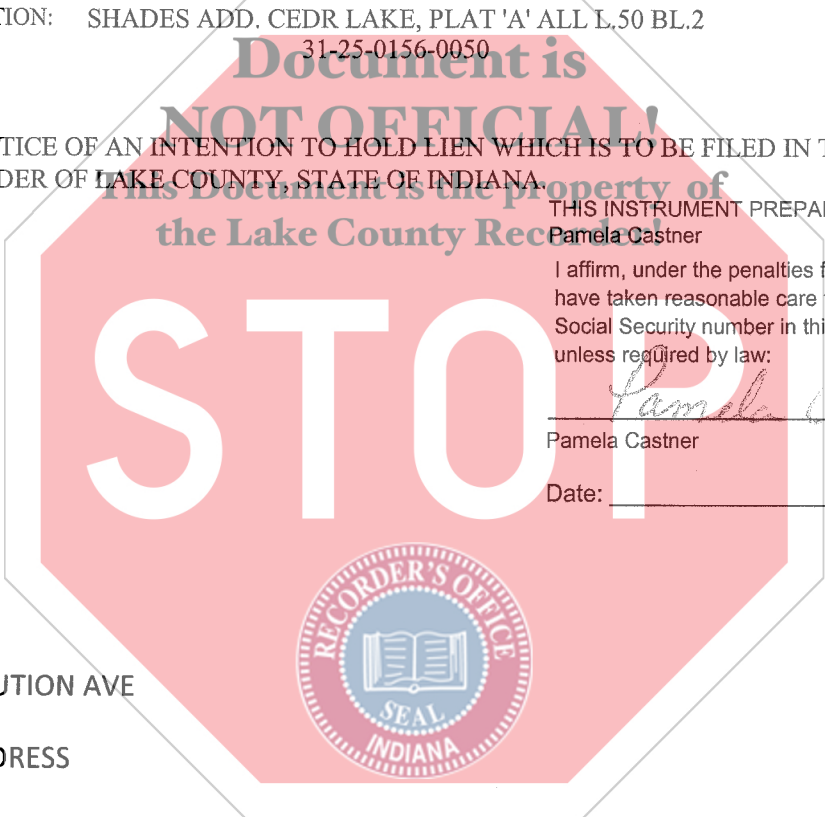 TION: SHADES ADD. CEDR LAKE, PLAT 'A' ALL L.50 BL.2
31-25-0156-0050
Document is
NOT OFFICIAL!
TICE OF AN INTENTION TO HOLD LIEN WHICH IS TO BE FILED IN T
DER OF LAKE COUNTY, STATE OF INDIANA.
This Document is the property of
the Lake County Recorder!
THIS INSTRUMENT PREPA
Pamela Castner
I affirm, under the penalties f
have taken reasonable care
Social Security number in thi
unless required by law:
Pamela C
Pamela Castner
Date:
STOP
RECORDER'S OFFICE
SEAL
INDIANA
UTION AVE
DRESS